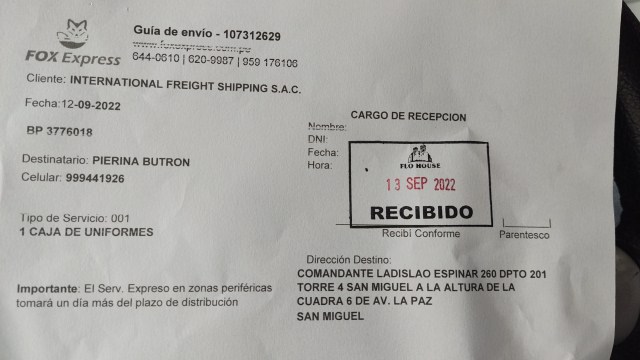 Guía de envío - 107312629
www.foxexpress.com.pe
644-0610 | 620-9987 | 959 176106
FOX Express
Cliente: INTERNATIONAL FREIGHT SHIPPING S.A.C.
Fecha:12-09-2022
BP 3776018
Destinatario: PIERINA BUTRON
Celular: 999441926
Tipo de Servicio: 001
1 CAJA DE UNIFORMES
Importante: El Serv. Expreso en zonas periféricas
tomará un día más del plazo de distribución
CARGO DE RECEPCION
Nombre:
DNI:
Fecha:
Hora:
FLO HOUSE
13 SEP 2022
RECIBIDO
Recibi Conforme
Parentesco
Dirección Destino:
COMANDANTE LADISLAO ESPINAR 260 DPTO 201
TORRE 4 SAN MIGUEL A LA ALTURA DE LA
CUADRA 6 DE AV. LA PAZ
SAN MIGUEL